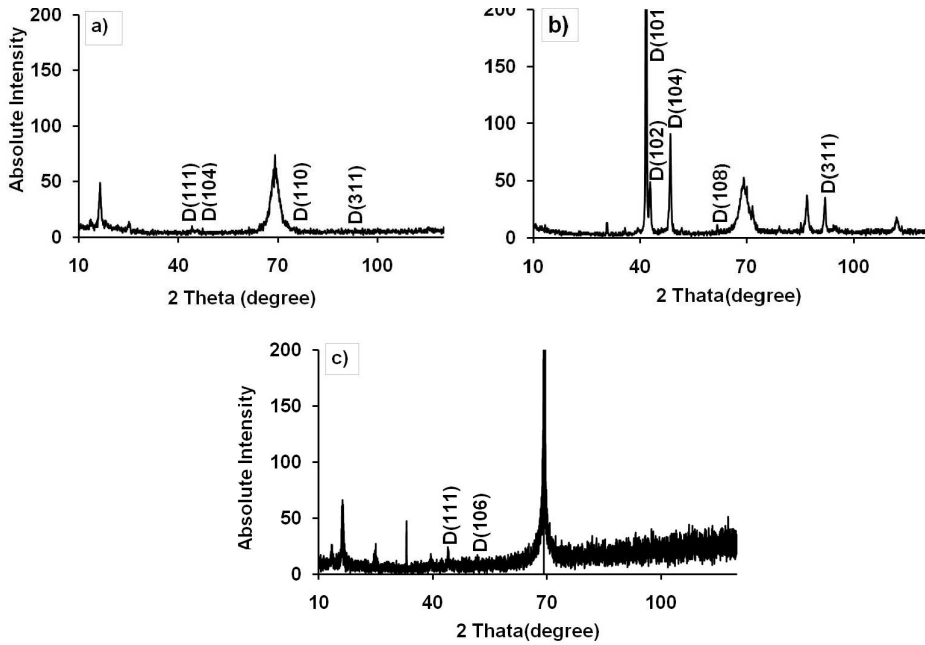 a)
200
150
100
50
0
Absolute Intensity
D(111)
D(104)
D(110)
D(311)
10 40 70 100
2 Theta (degree)
b)
200
150
100
50
0
D(101
D(102)
D(104)
D(108)
D(311)
10 40 70 100
2 Thata(degree)
c)
200
150
100
50
0
Absolute Intensity
D(111)
D(106)
10 40 70 100
2 Thata(degree)